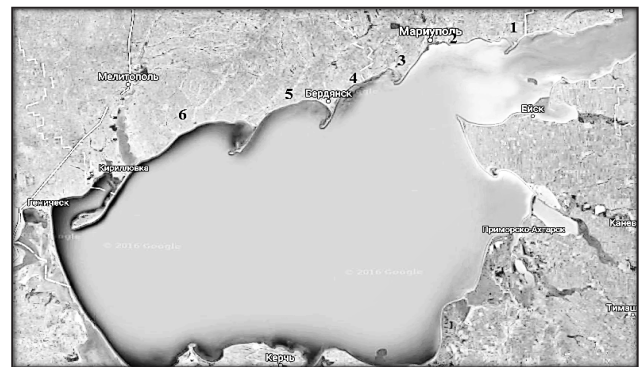 1
Мариуполь
2
3
Мелитополь
4
Бердянск
5
6
Ейск
Кирилловка
Геническ
Приморско-Ахтарск
Канев
© 2016 Google
© 2016 Google
Тимаш
Керчь